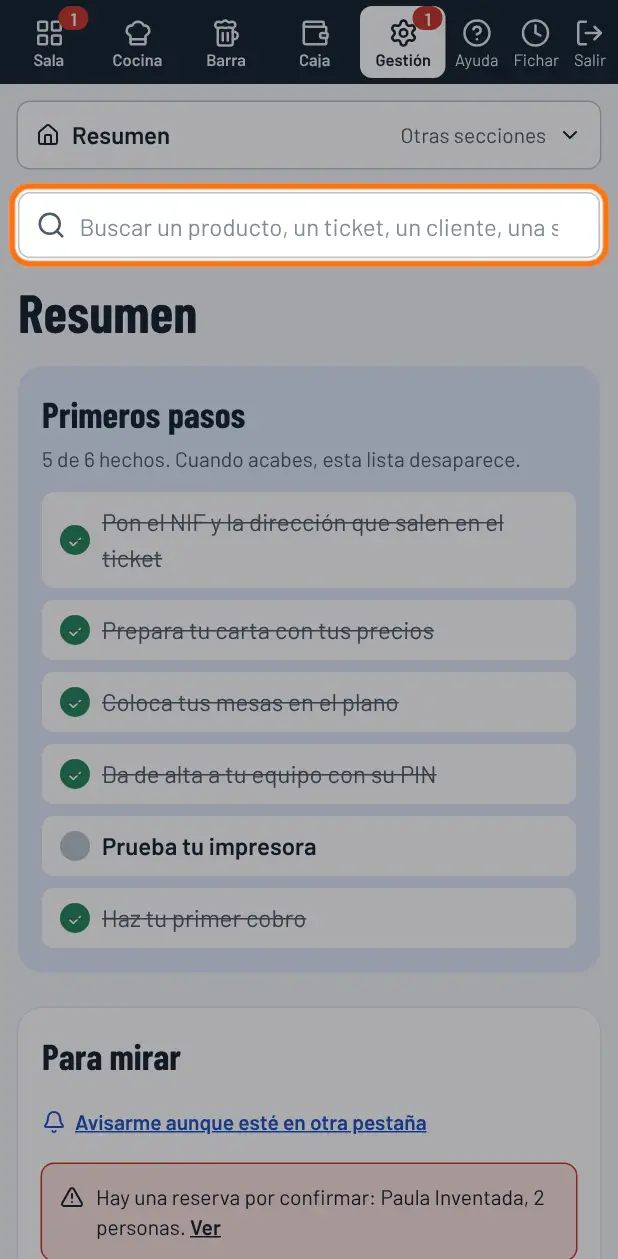 1
1
Sala
Cocina
Barra
Caja
Gestión
Ayuda
Fichar
Salir
Resumen
Otras secciones
Buscar un producto, un ticket, un cliente, una s
Resumen
Primeros pasos
5 de 6 hechos. Cuando acabes, esta lista desaparece.
Pon el NIF y la dirección que salen en el
ticket
Prepara tu carta con tus precios
Coloca tus mesas en el plano
Da de alta a tu equipo con su PIN
Prueba tu impresora
Haz tu primer cobro
Para mirar
Avisarme aunque esté en otra pestaña
Hay una reserva por confirmar: Paula Inventada, 2
personas. Ver